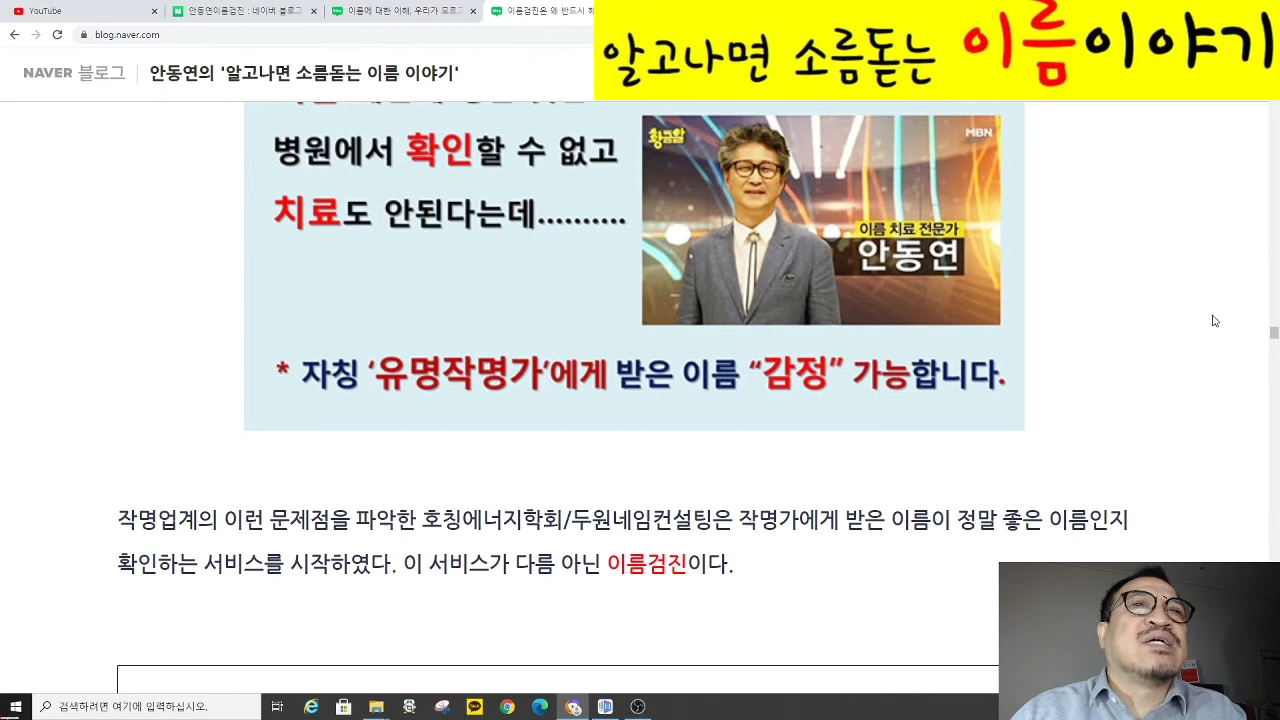 YouTube
안동연이름검진 : 네이버 블로그
이름에 대한 이해, 우리가 모르고
이름검진은 왜 반드시 하
blog.naver.com
알고나면 소름돋는 이름이야기
NAVER 블로그
안동연의 '알고나면 소름돋는 이름 이야기'
병원에서 확인할 수 없고
치료도 안된다는데..........
황금알
MBN
이름 치료 전문가
안동연
* 자칭 ‘유명작명가‘에게 받은 이름 “감정” 가능합니다.
작명업계의 이런 문제점을 파악한 호칭에너지학회/두원네임컨설팅은 작명가에게 받은 이름이 정말 좋은 이름인지
확인하는 서비스를 시작하였다. 이 서비스가 다름 아닌 이름검진이다.
검색하려면 여기에 입력하십시오.
TALK